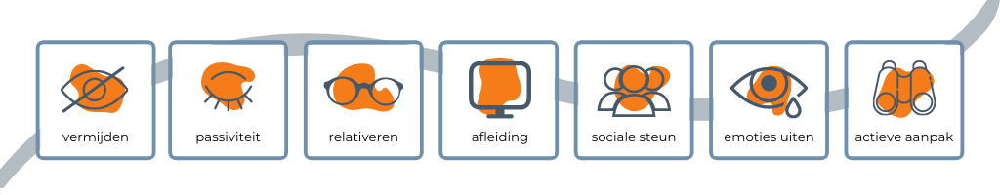 vermijden
passiviteit
relativeren
afleiding
sociale steun
emoties uiten
actieve aanpak